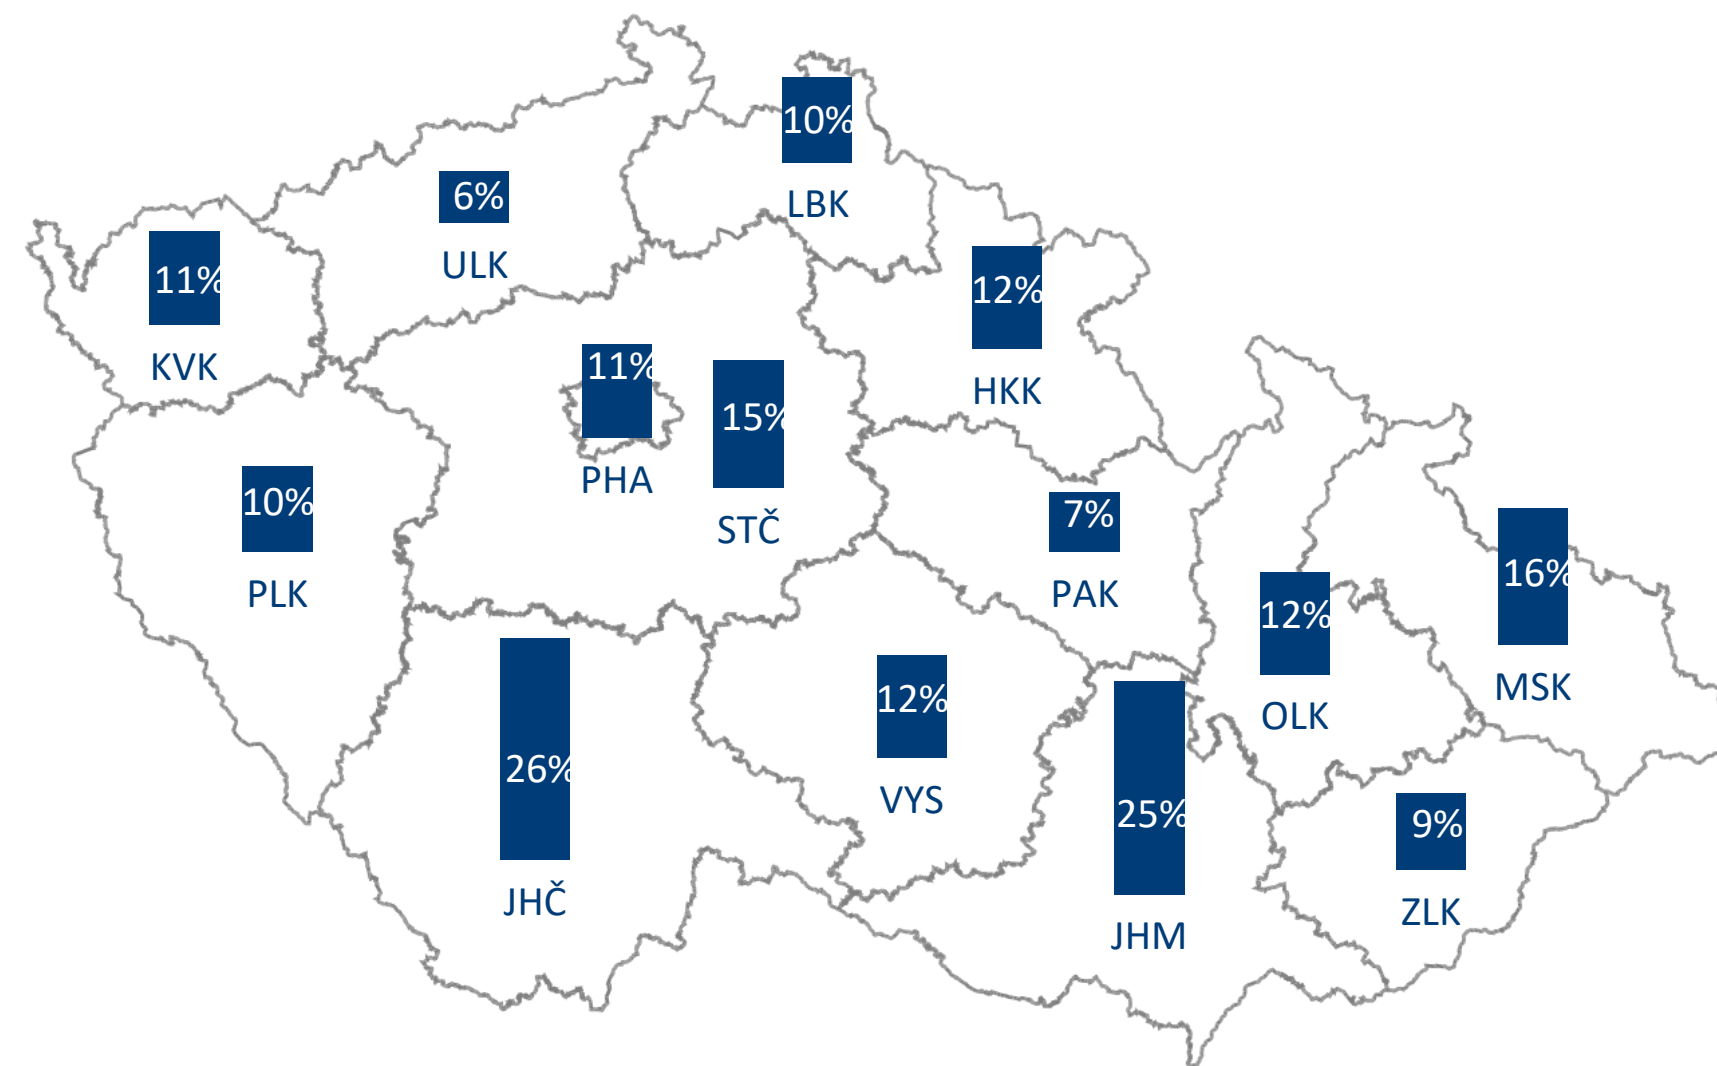 10%
LBK
6%
ULK
11%
KVK
12%
HKK
11%
PHA
15%
STČ
10%
PLK
7%
PAK
16%
MSK
12%
OLK
26%
JHČ
12%
VYS
25%
JHM
9%
ZLK